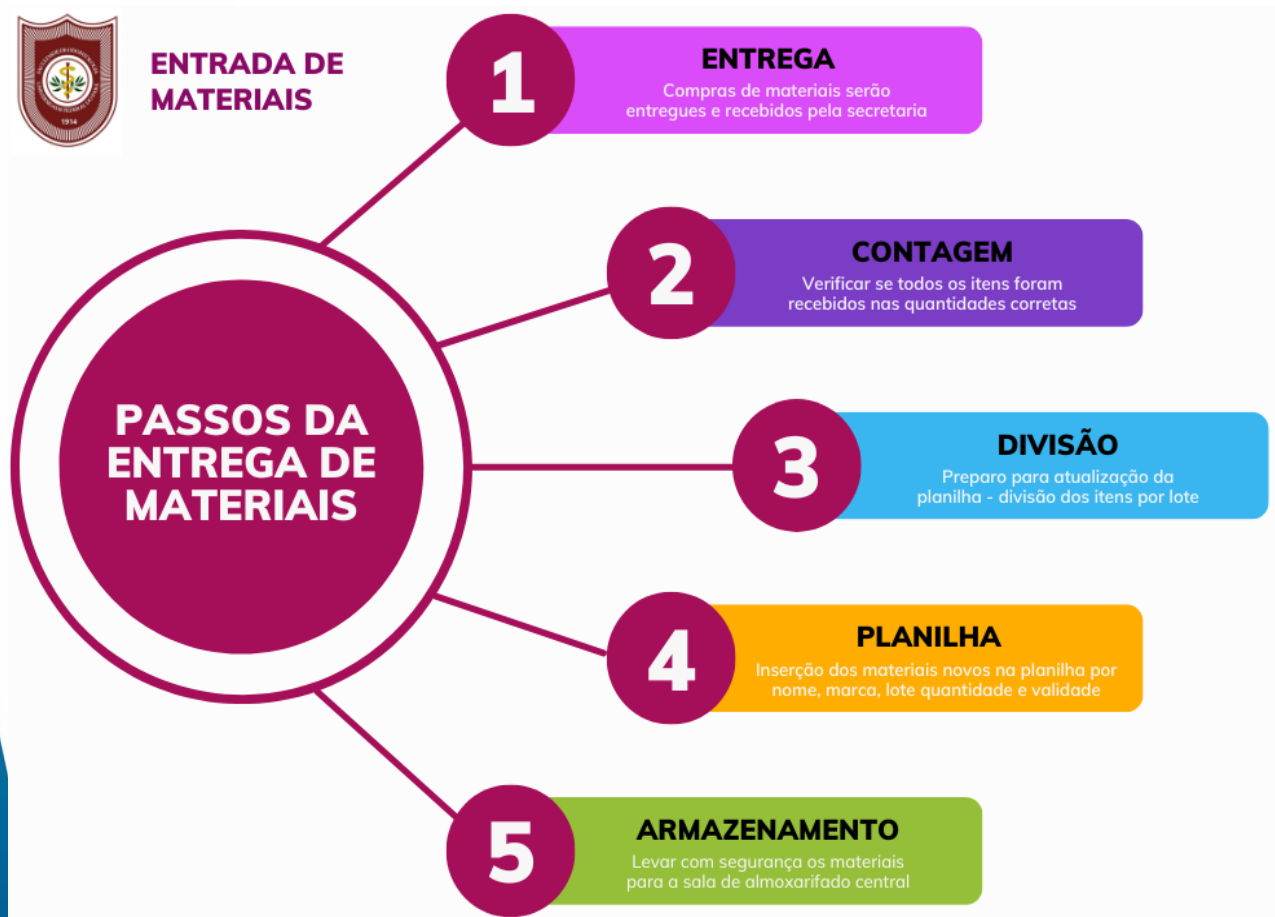 ENTRADA DE
MATERIAIS
1914
PASSOS DA
ENTREGA DE
MATERIAIS
1
ENTREGA
Compras de materiais serão
entregues e recebidos pela secretaria
2
CONTAGEM
Verificar se todos os itens foram
recebidos nas quantidades corretas
3
DIVISÃO
Preparo para atualização da
planilha - divisão dos itens por lote
4
PLANILHA
Inserção dos materiais novos na planilha por
nome, marca, lote quantidade e validade
5
ARMAZENAMENTO
Levar com segurança os materiais
para a sala de almoxarifado central